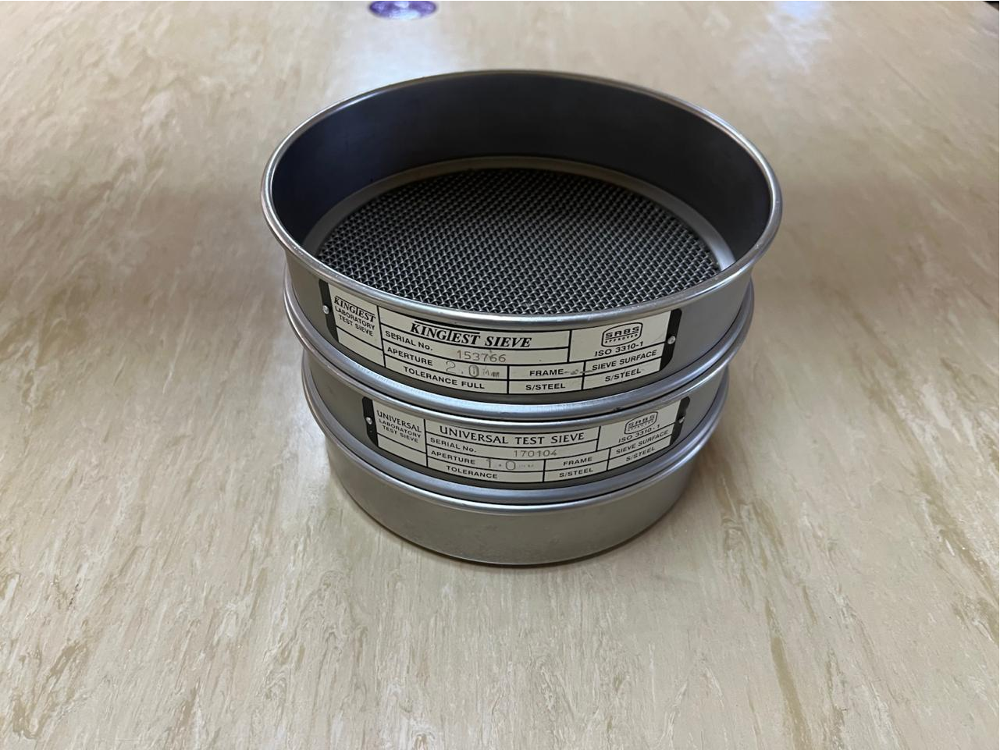 KINGTEST
LABORATORY
TEST SIEVE
KINGTEST SIEVE
SERIAL No. 153766
APERTURE 2.0mm
TOLERANCE FULL
FRAME
S/STEEL
SABS
APPROVED
ISO 3310-1
SIEVE SURFACE
S/STEEL
UNIVERSAL
LABORATORY
TEST SIEVE
UNIVERSAL TEST SIEVE
SERIAL No. 170104
APERTURE 1.0mm
TOLERANCE
FRAME
S/STEEL
SABS
APPROVED
ISO 3310-1
SIEVE SURFACE
S/STEEL